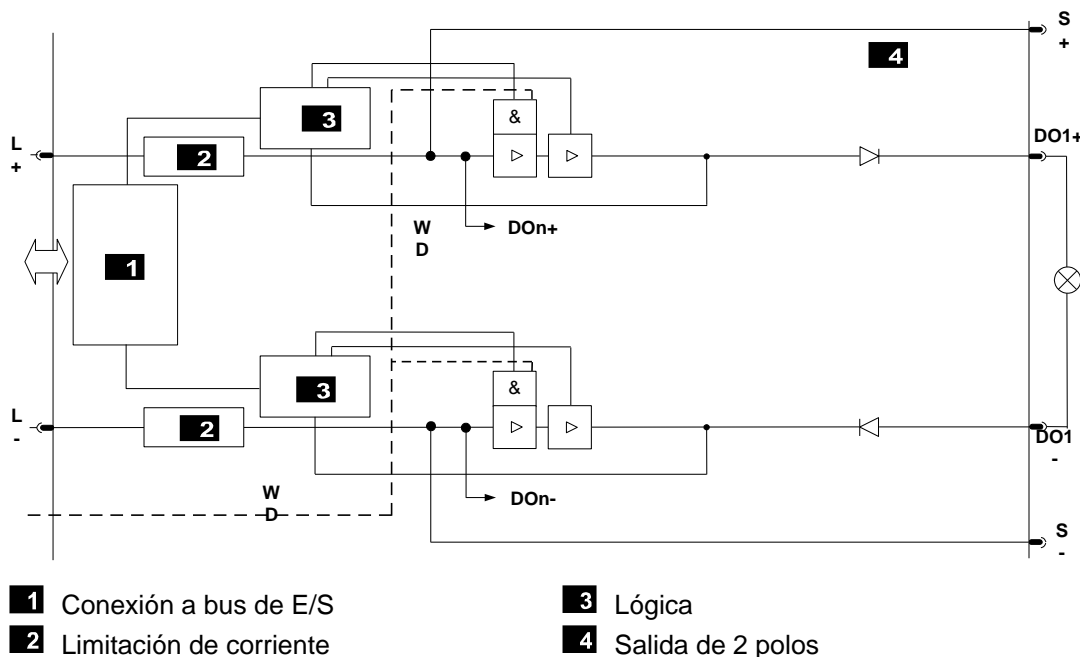 S
+
4
3
&
L
+
2
DO1+
W
D
DOn+
1
3
&
L
-
2
DO1
-
W
D
DOn-
S
-
1 Conexión a bus de E/S
3 Lógica
2 Limitación de corriente
4 Salida de 2 polos